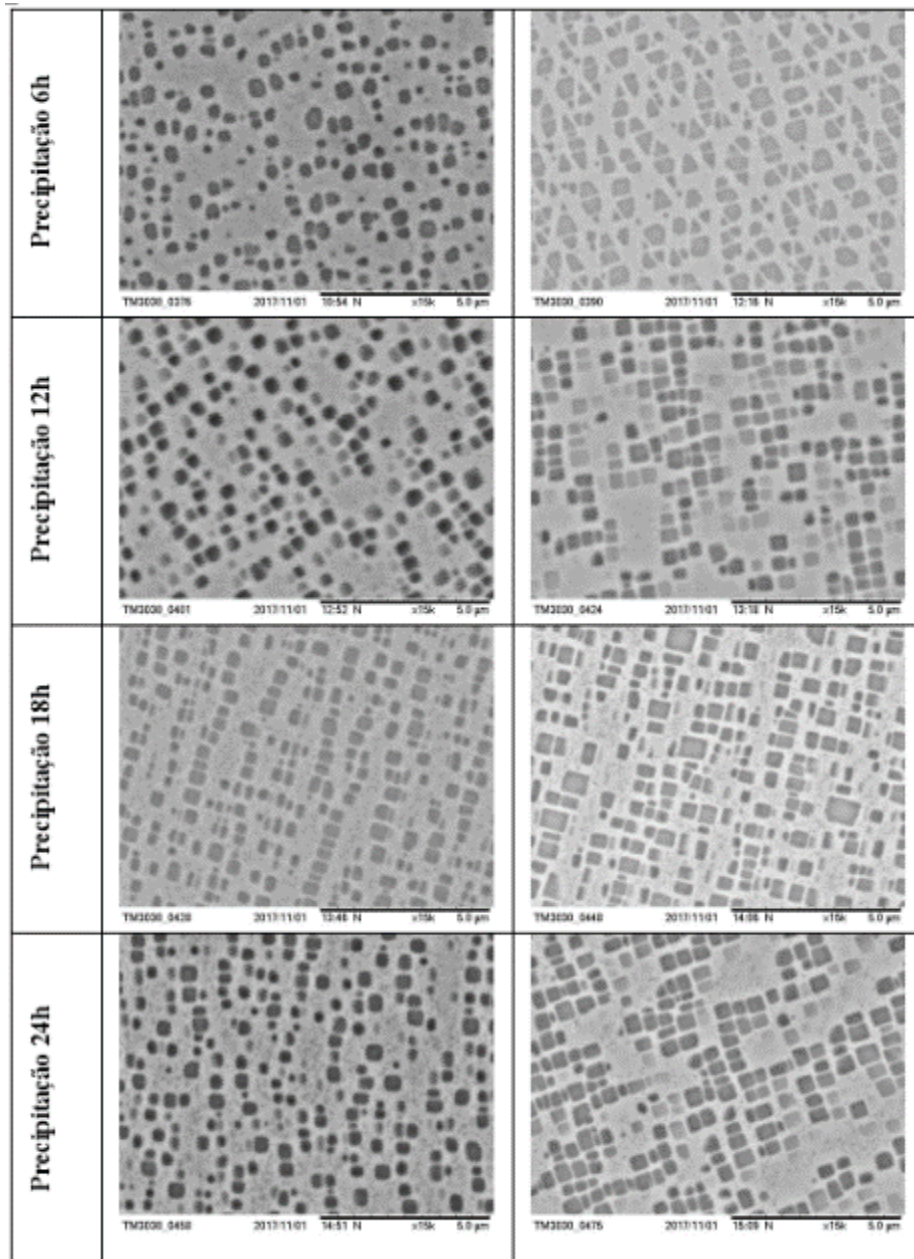 Precipitação 6h
TM3030_0376 2017/11/01 10:54 N x15k 5.0 µm
TM3030_0390 2017/11/01 12:16 N x15k 5.0 µm
Precipitação 12h
TM3030_0401 2017/11/01 12:52 N x15k 5.0 µm
TM3030_0424 2017/11/01 13:18 N x15k 5.0 µm
Precipitação 18h
TM3030_0428 2017/11/01 13:46 N x15k 5.0 µm
TM3030_0448 2017/11/01 14:06 N x15k 5.0 µm
Precipitação 24h
TM3030_0458 2017/11/01 14:51 N x15k 5.0 µm
TM3030_0475 2017/11/01 15:09 N x15k 5.0 µm